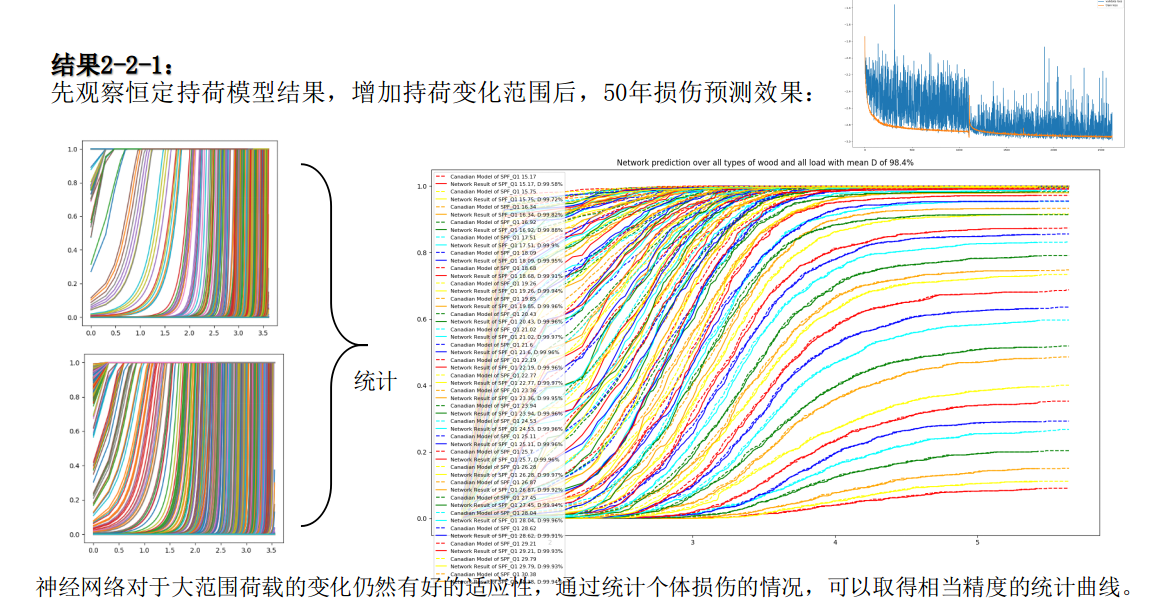 结果2-2-1：
先观察恒定持荷模型结果，增加持荷变化范围后，50年损伤预测效果：
Network prediction over all types of wood and all load with mean D of 98.4%
1.0
0.8
0.6
0.4
0.2
0.0
0.0 0.5 1.0 1.5 2.0 2.5 3.0 3.5
1.0
0.8
0.6
0.4
0.2
0.0
0.0 0.5 1.0 1.5 2.0 2.5 3.0 3.5
统计
1.0
0.8
0.6
0.4
0.2
0.0
3 4 5
Canadian Model of SPF_Q1 15.17
Network Result of SPF_Q1 15.17, D:99.58%
Canadian Model of SPF_Q1 15.75
Network Result of SPF_Q1 15.75, D:99.72%
Canadian Model of SPF_Q1 16.34
Network Result of SPF_Q1 16.34, D:99.82%
Canadian Model of SPF_Q1 16.92
Network Result of SPF_Q1 16.92, D:99.88%
Canadian Model of SPF_Q1 17.51
Network Result of SPF_Q1 17.51, D:99.9%
Canadian Model of SPF_Q1 18.09
Network Result of SPF_Q1 18.09, D:99.95%
Canadian Model of SPF_Q1 18.68
Network Result of SPF_Q1 18.68, D:99.93%
Canadian Model of SPF_Q1 19.26
Network Result of SPF_Q1 19.26, D:99.94%
Canadian Model of SPF_Q1 19.85
Network Result of SPF_Q1 19.85, D:99.96%
Canadian Model of SPF_Q1 20.43
Network Result of SPF_Q1 20.43, D:99.96%
Canadian Model of SPF_Q1 21.02
Network Result of SPF_Q1 21.02, D:99.97%
Canadian Model of SPF_Q1 21.6
Network Result of SPF_Q1 21.6, D:99.96%
Canadian Model of SPF_Q1 22.19
Network Result of SPF_Q1 22.19, D:99.96%
Canadian Model of SPF_Q1 22.77
Network Result of SPF_Q1 22.77, D:99.97%
Canadian Model of SPF_Q1 23.36
Network Result of SPF_Q1 23.36, D:99.95%
Canadian Model of SPF_Q1 23.94
Network Result of SPF_Q1 23.94, D:99.96%
Canadian Model of SPF_Q1 24.53
Network Result of SPF_Q1 24.53, D:99.96%
Canadian Model of SPF_Q1 25.11
Network Result of SPF_Q1 25.11, D:99.96%
Canadian Model of SPF_Q1 25.7
Network Result of SPF_Q1 25.7, D:99.96%
Canadian Model of SPF_Q1 26.28
Network Result of SPF_Q1 26.28, D:99.97%
Canadian Model of SPF_Q1 26.87
Network Result of SPF_Q1 26.87, D:99.92%
Canadian Model of SPF_Q1 27.45
Network Result of SPF_Q1 27.45, D:99.94%
Canadian Model of SPF_Q1 28.04
Network Result of SPF_Q1 28.04, D:99.96%
Canadian Model of SPF_Q1 28.62
Network Result of SPF_Q1 28.62, D:99.91%
Canadian Model of SPF_Q1 29.21
Network Result of SPF_Q1 29.21, D:99.93%
Canadian Model of SPF_Q1 29.79
Network Result of SPF_Q1 29.79, D:99.93%
Canadian Model of SPF_Q1 30.38
神经网络对于大范围荷载的变化仍然有好的适应性，通过统计个体损伤的情况，可以取得相当精度的统计曲线。